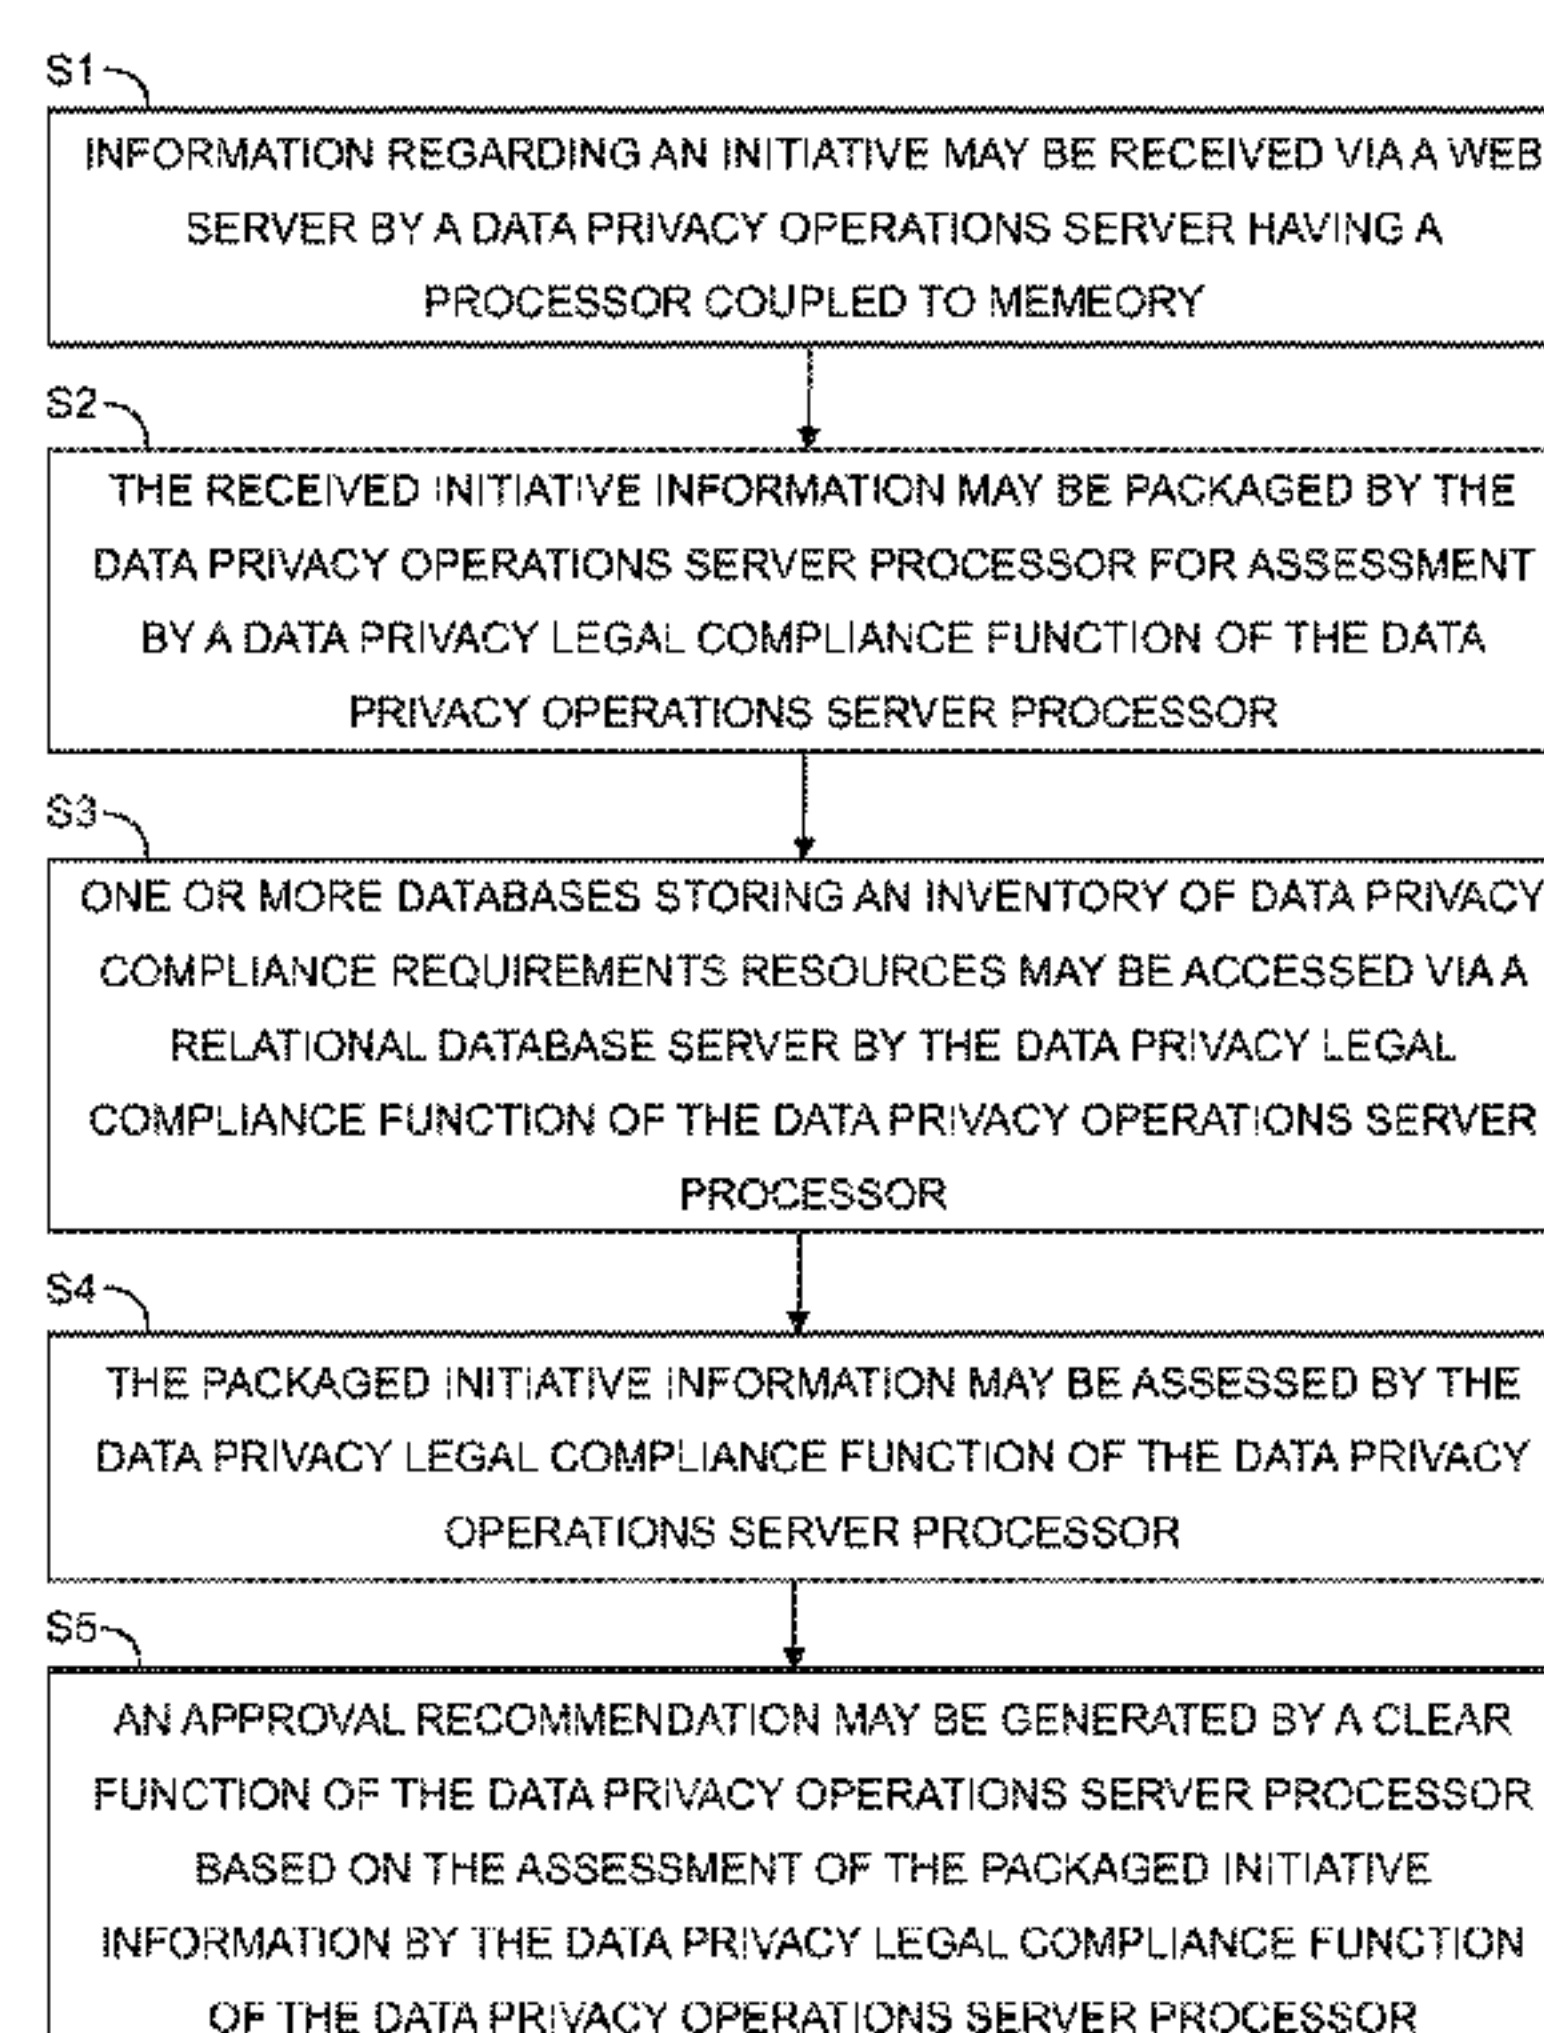 S1
INFORMATION REGARDING AN INITIATIVE MAY BE RECEIVED VIA A WEB
SERVER BY A DATA PRIVACY OPERATIONS SERVER HAVING A
PROCESSOR COUPLED TO MEMEORY
S2
THE RECEIVED INITIATIVE INFORMATION MAY BE PACKAGED BY THE
DATA PRIVACY OPERATIONS SERVER PROCESSOR FOR ASSESSMENT
BY A DATA PRIVACY LEGAL COMPLIANCE FUNCTION OF THE DATA
PRIVACY OPERATIONS SERVER PROCESSOR
S3
ONE OR MORE DATABASES STORING AN INVENTORY OF DATA PRIVACY
COMPLIANCE REQUIREMENTS RESOURCES MAY BE ACCESSED VIA A
RELATIONAL DATABASE SERVER BY THE DATA PRIVACY LEGAL
COMPLIANCE FUNCTION OF THE DATA PRIVACY OPERATIONS SERVER
PROCESSOR
S4
THE PACKAGED INITIATIVE INFORMATION MAY BE ASSESSED BY THE
DATA PRIVACY LEGAL COMPLIANCE FUNCTION OF THE DATA PRIVACY
OPERATIONS SERVER PROCESSOR
S5
AN APPROVAL RECOMMENDATION MAY BE GENERATED BY A CLEAR
FUNCTION OF THE DATA PRIVACY OPERATIONS SERVER PROCESSOR
BASED ON THE ASSESSMENT OF THE PACKAGED INITIATIVE
INFORMATION BY THE DATA PRIVACY LEGAL COMPLIANCE FUNCTION
OF THE DATA PRIVACY OPERATIONS SERVER PROCESSOR